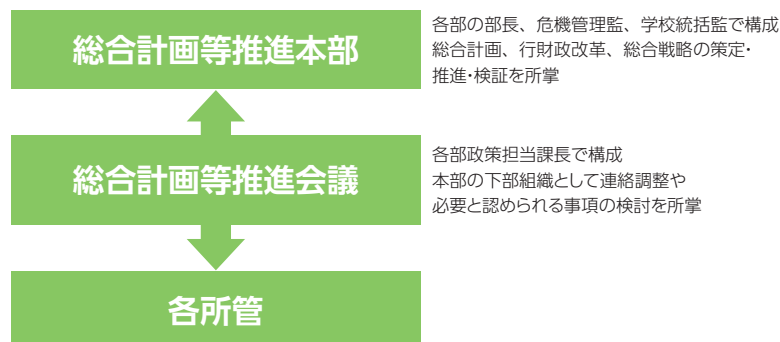 総合計画等推進本部
各部の部長、危機管理監、学校統括監で構成
総合計画、行財政改革、総合戦略の策定・
推進・検証を所掌
総合計画等推進会議
各部政策担当課長で構成
本部の下部組織として連絡調整や
必要と認められる事項の検討を所掌
各所管